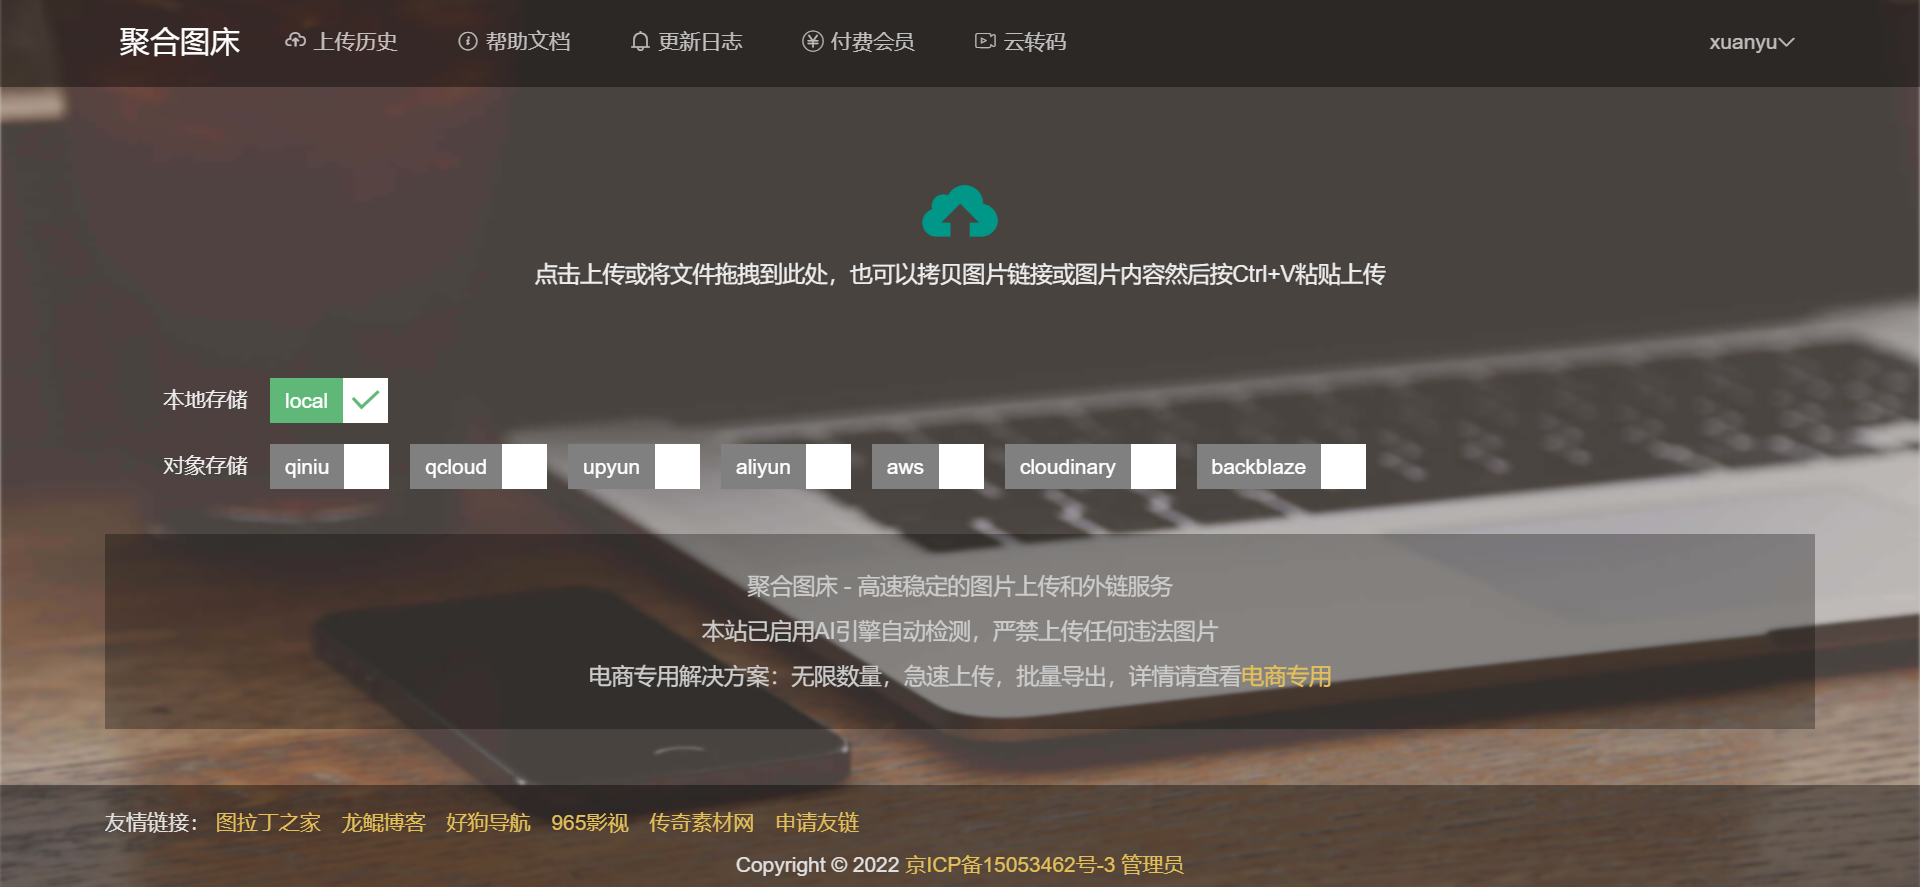 聚合图床 上传历史 帮助文档 更新日志 付费会员 云转码 xuanyu
点击上传或将文件拖拽到此处，也可以拷贝图片链接或图片内容然后按Ctrl+V粘贴上传
本地存储 local
对象存储 qiniu qcloud upyun aliyun aws cloudinary backblaze
聚合图床 - 高速稳定的图片上传和外链服务
本站已启用AI引擎自动检测，严禁上传任何违法图片
电商专用解决方案：无限数量，急速上传，批量导出，详情请查看电商专用
友情链接： 图拉丁之家 龙鲲博客 好狗导航 965影视 传奇素材网 申请友链
Copyright © 2022 京ICP备15053462号-3 管理员